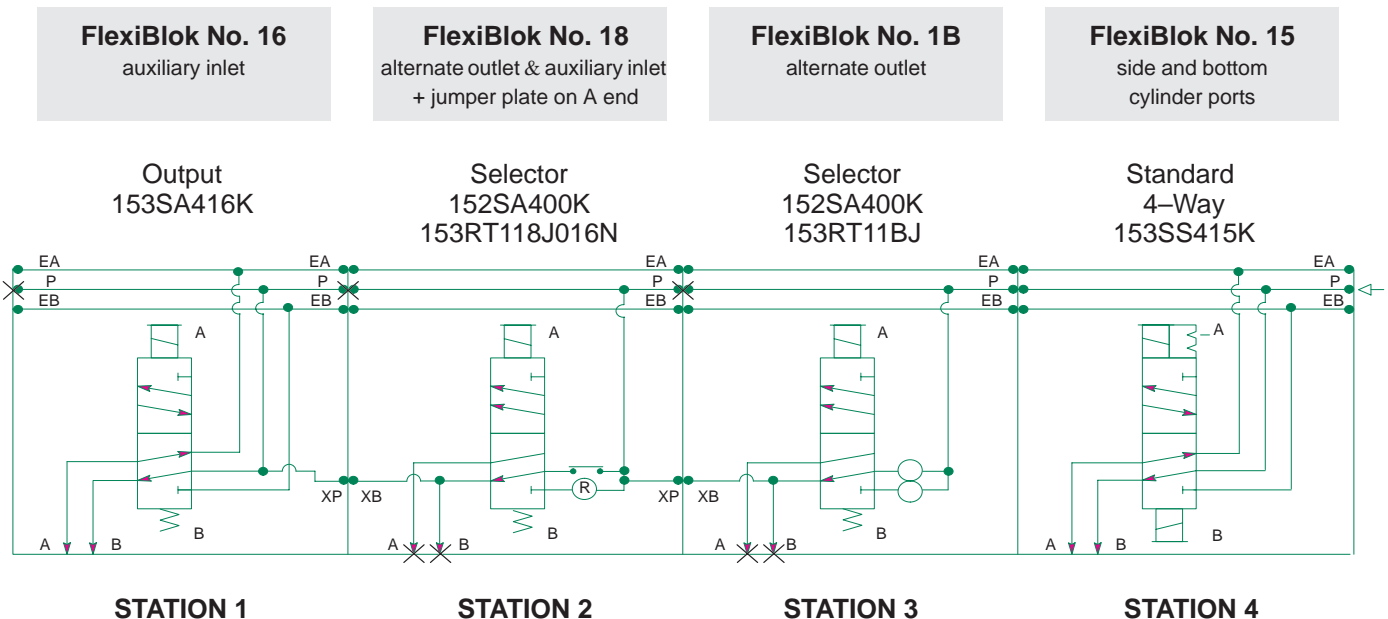 FlexiBlok No. 16
auxiliary inlet
FlexiBlok No. 18
alternate outlet & auxiliary inlet
+ jumper plate on A end
FlexiBlok No. 1B
alternate outlet
FlexiBlok No. 15
side and bottom
cylinder ports
Output
153SA416K
Selector
152SA400K
153RT118J016N
Selector
152SA400K
153RT11BJ
Standard
4–Way
153SS415K
EA EA EA EA EA
P P P P P
EB EB EB EB EB
A A A A
R
XP XB XP XB
B B B B
A B A B A B A B
STATION 1 STATION 2 STATION 3 STATION 4